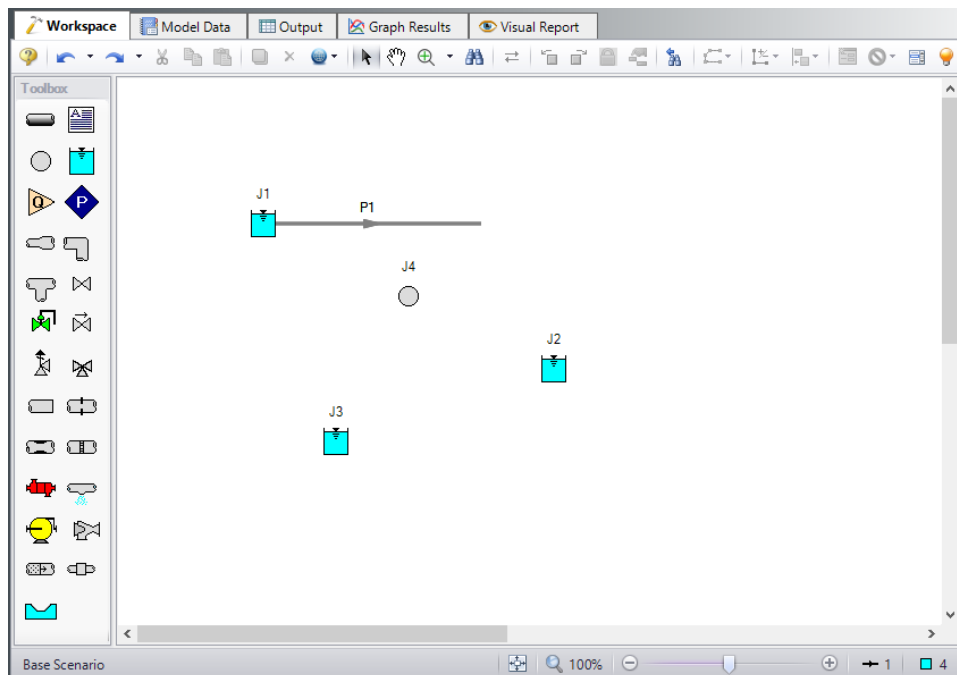 Workspace Model Data Output Graph Results Visual Report
Toolbox
A
Q P
J1
P1
J4
J2
J3
Base Scenario 100% 1 4